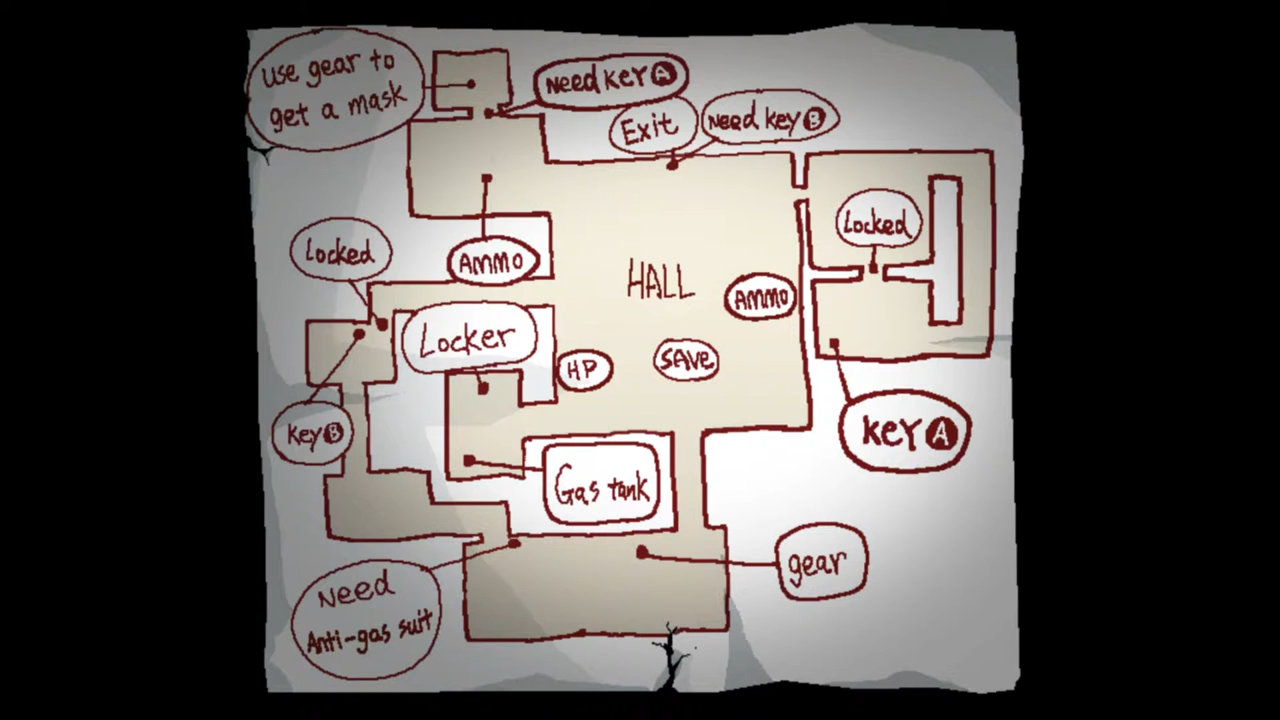 use gear to
get a mask
Need key A
Exit
Need key B
Locked
Locked
AMMO
HALL
AMMO
Locker
HP
SAVE
key B
key A
Gas tank
gear
Need
Anti-gas suit